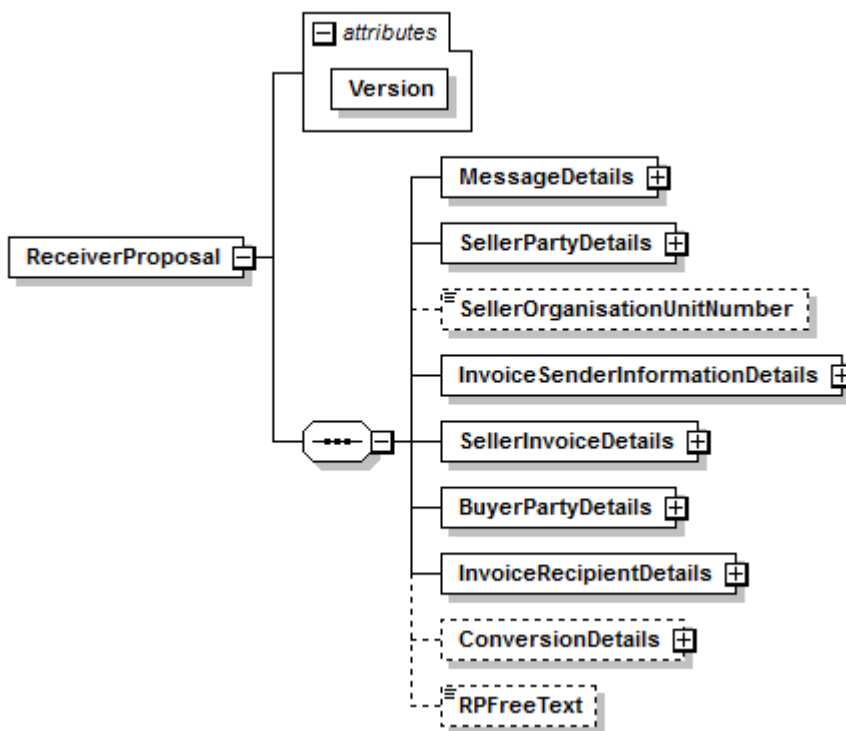 attributes
Version
MessageDetails
ReceiverProposal
SellerPartyDetails
SellerOrganisationUnitNumber
InvoiceSenderInformationDetails
SellerInvoiceDetails
BuyerPartyDetails
InvoiceRecipientDetails
ConversionDetails
RPFreeText